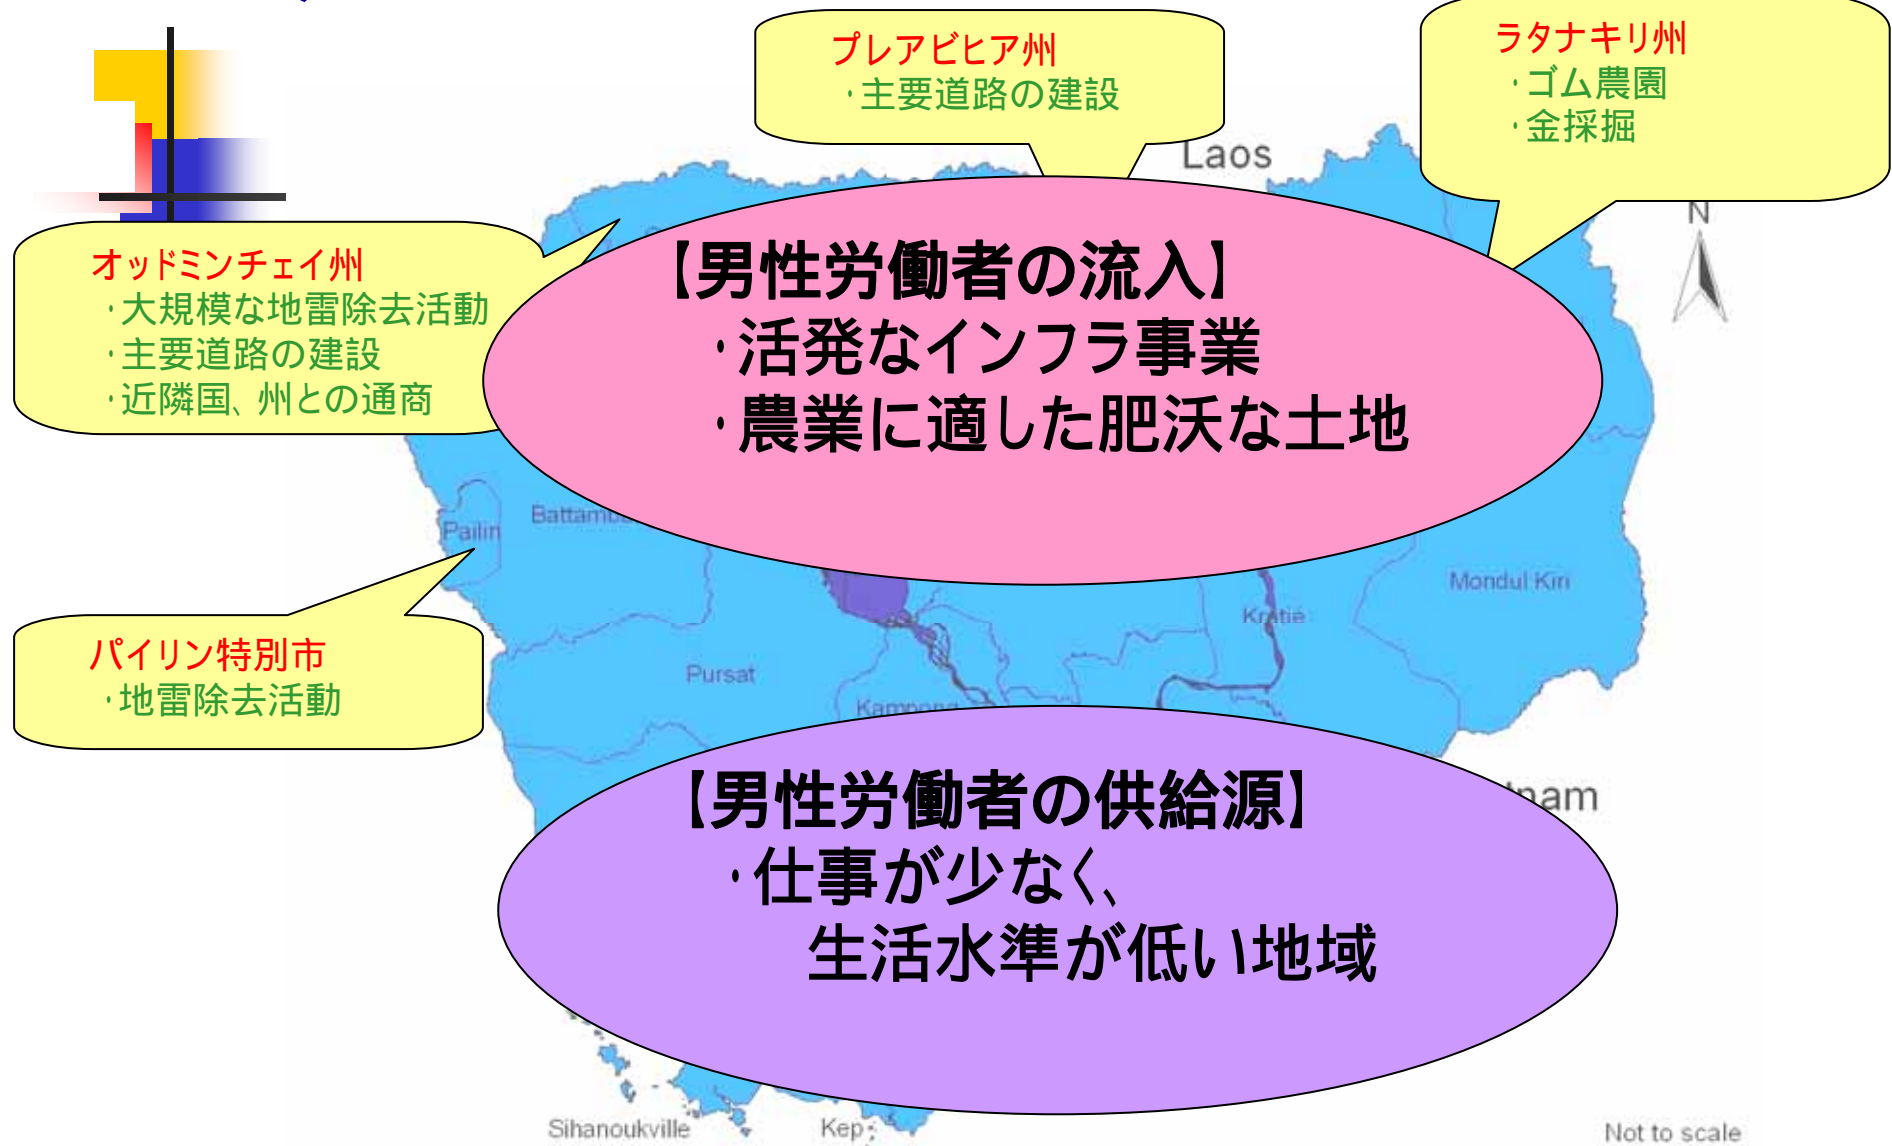 プレアビヒア州
・主要道路の建設
ラタナキリ州
・ゴム農園
・金採掘
Laos
N
オッドミンチェイ州
・大規模な地雷除去活動
・主要道路の建設
・近隣国、州との通商
【男性労働者の流入】
・活発なインフラ事業
・農業に適した肥沃な土地
Pailin
Mondul Kiri
Kratie
パイリン特別市
・地雷除去活動
Pursat
Kampong
【男性労働者の供給源】
・仕事が少なく、
生活水準が低い地域
Sihanoukville
Kep
Not to scale